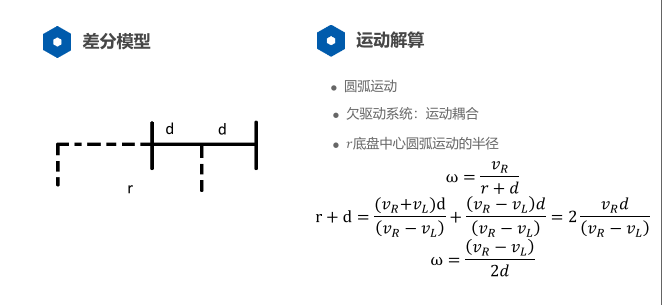 差分模型
d d
r
运动解算
圆弧运动
欠驱动系统：运动耦合
r底盘中心圆弧运动的半径
ω = v_R / (r + d)
r + d = (v_R+v_L)d / (v_R − v_L) + (v_R − v_L)d / (v_R − v_L) = 2 v_R d / (v_R − v_L)
ω = (v_R − v_L) / 2d